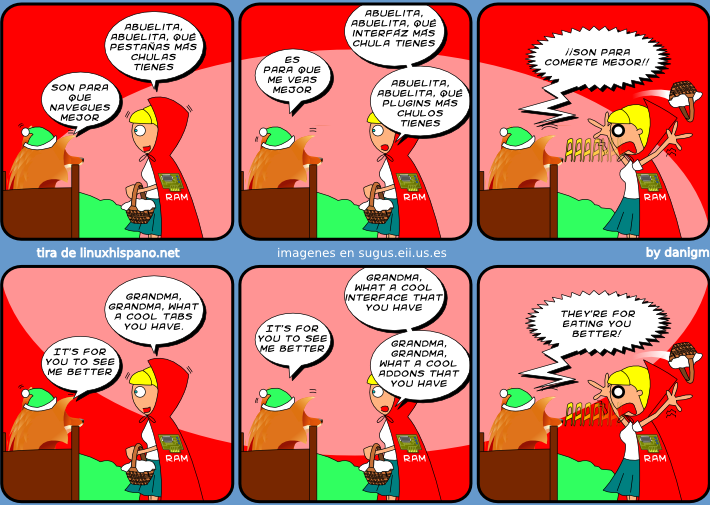 ABUELITA,
ABUELITA, QUÉ
PESTAÑAS MÁS
CHULAS
TIENES
SON PARA
QUE
NAVEGUES
MEJOR
RAM
ABUELITA,
ABUELITA, QUÉ
INTERFÁZ MÁS
CHULA TIENES
ES
PARA QUE
ME VEAS
MEJOR
ABUELITA,
ABUELITA, QUÉ
PLUGINS MÁS
CHULOS
TIENES
RAM
¡¡SON PARA
COMERTE MEJOR!!
RAM
tira de linuxhispano.net
imagenes en sugus.eii.us.es
by danigm
GRANDMA,
GRANDMA, WHAT
A COOL TABS
YOU HAVE.
IT'S FOR
YOU TO SEE
ME BETTER
RAM
GRANDMA,
WHAT A COOL
INTERFACE THAT
YOU HAVE
IT'S FOR
YOU TO SEE
ME BETTER
GRANDMA,
GRANDMA,
WHAT A COOL
ADDONS THAT
YOU HAVE
RAM
THEY'RE FOR
EATING YOU
BETTER!
RAM